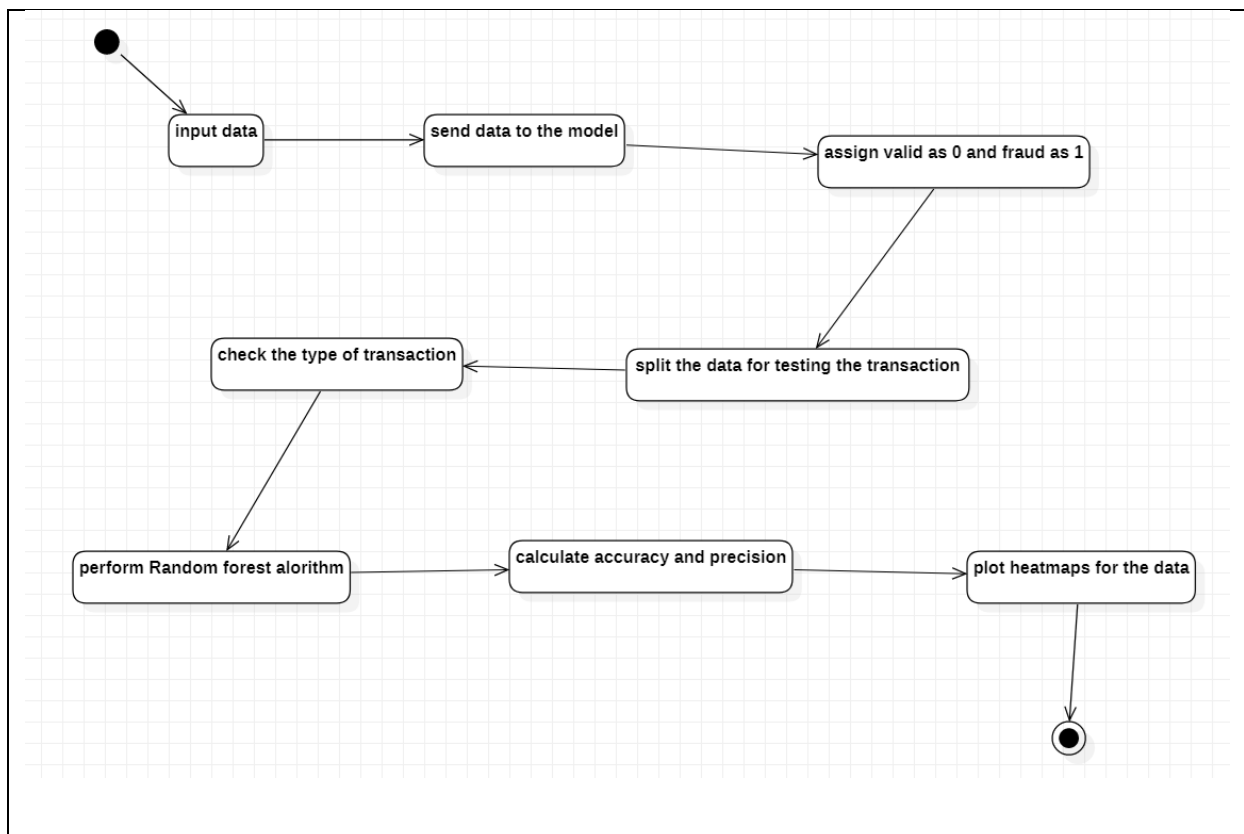 input data
send data to the model
assign valid as 0 and fraud as 1
split the data for testing the transaction
check the type of transaction
perform Random forest alorithm
calculate accuracy and precision
plot heatmaps for the data